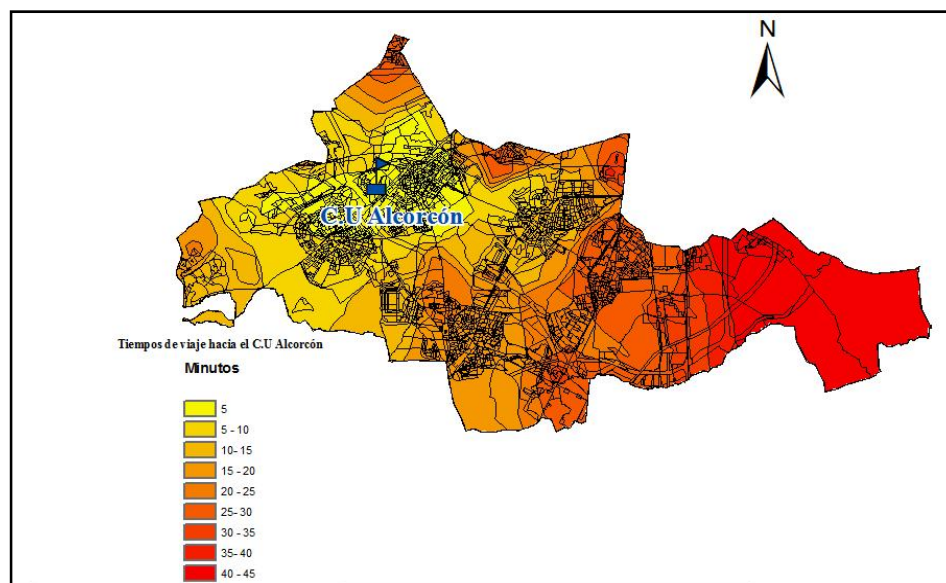 N
C.U Alcorcón
Tiempos de viaje hacia el C.U Alcorcón
Minutos
5
5 - 10
10- 15
15 - 20
20 - 25
25 - 30
30 - 35
35- 40
40 - 45